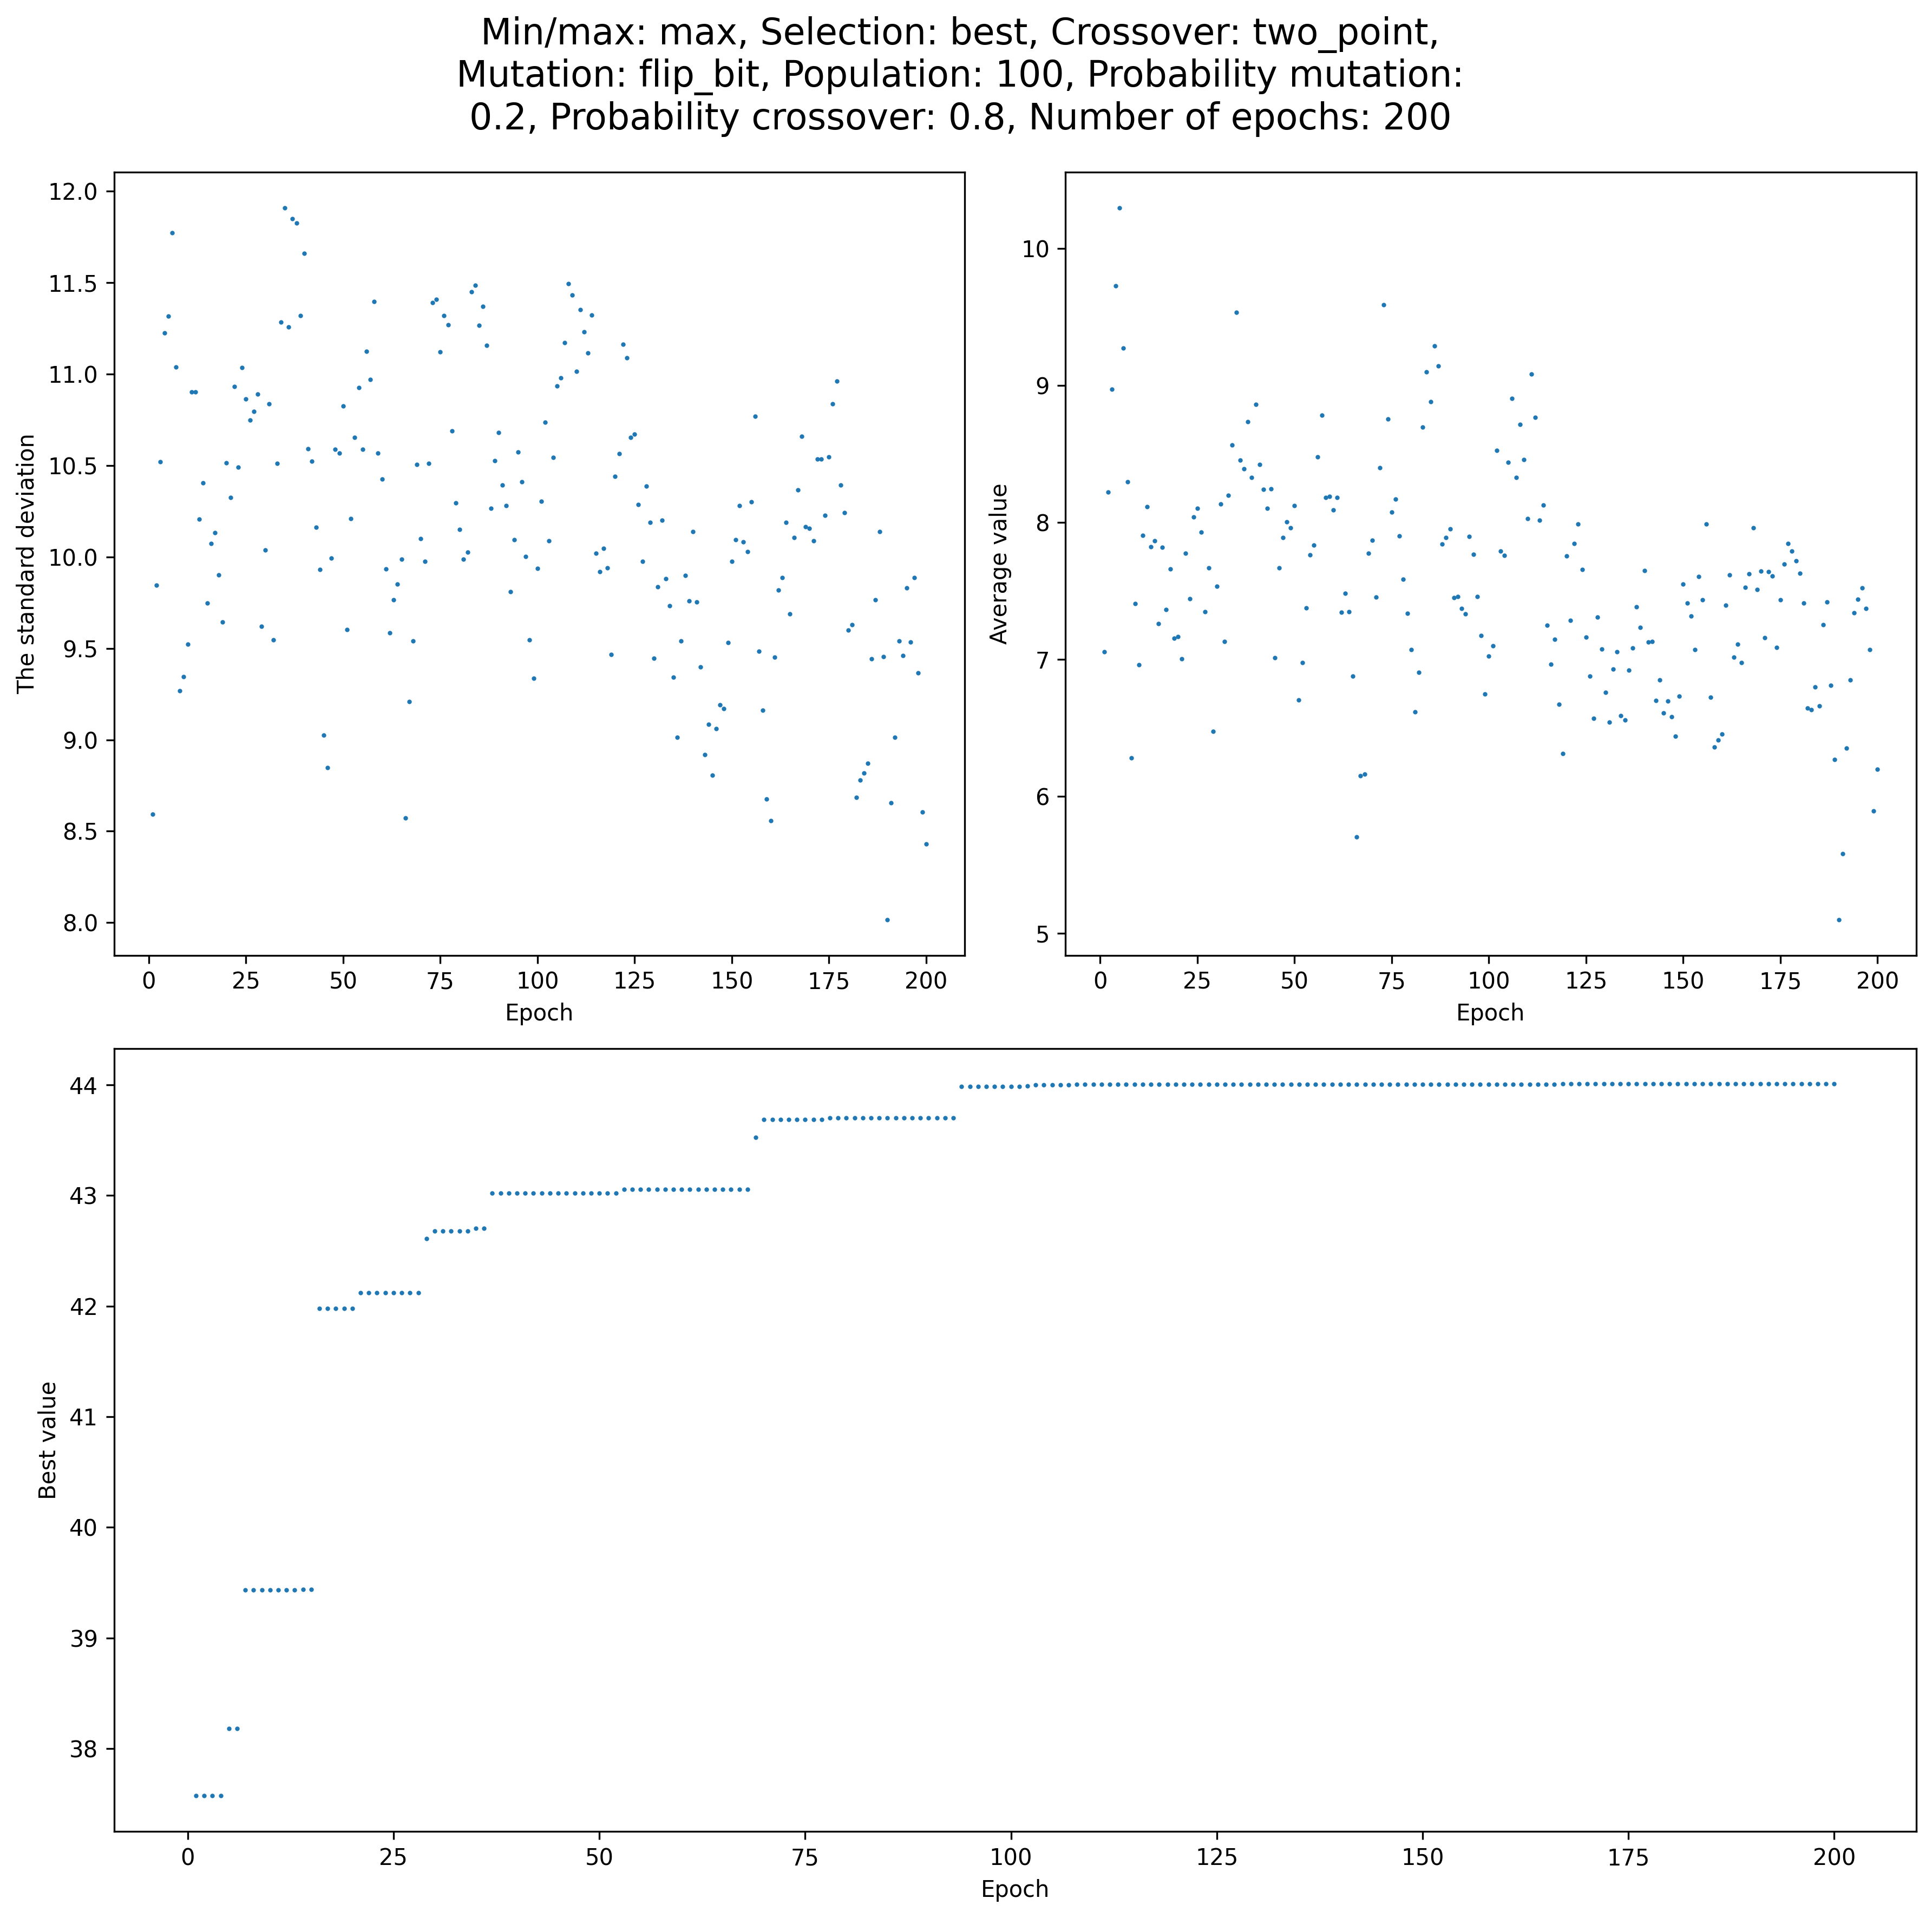 Min/max: max, Selection: best, Crossover: two_point,
Mutation: flip_bit, Population: 100, Probability mutation:
0.2, Probability crossover: 0.8, Number of epochs: 200
12.0
11.5
11.0
10.5
10.0
9.5
9.0
8.5
8.0
The standard deviation
0 25 50 75 100 125 150 175 200
Epoch
10
9
8
7
6
5
Average value
0 25 50 75 100 125 150 175 200
Epoch
44
43
42
41
40
39
38
Best value
0 25 50 75 100 125 150 175 200
Epoch